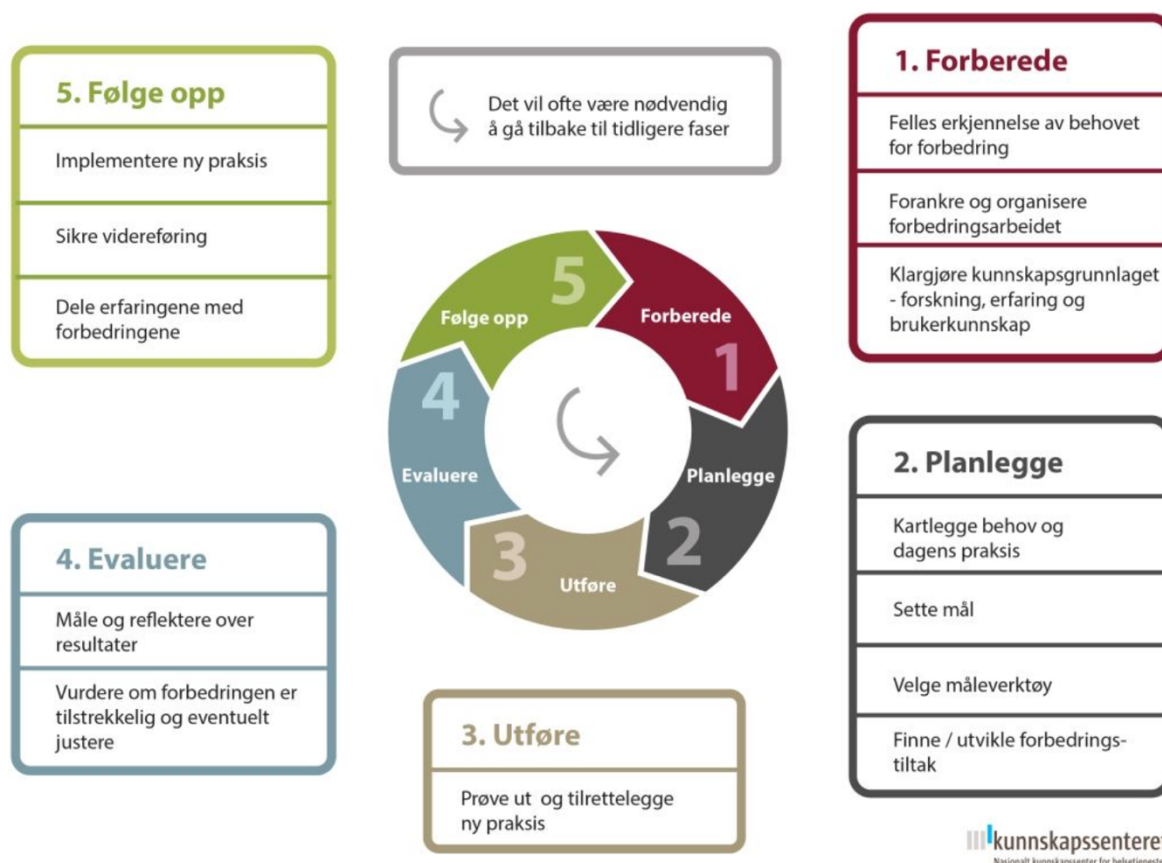 5. Følge opp
Implementere ny praksis
Sikre videreføring
Dele erfaringene med
forbedringene
Det vil ofte være nødvendig
å gå tilbake til tidligere faser
1. Forberede
Felles erkjennelse av behovet
for forbedring
Forankre og organisere
forbedringsarbeidet
Klargjøre kunnskapsgrunnlaget
- forskning, erfaring og
brukerkunnskap
5
Følge opp
Forberede
1
4
Evaluere
Planlegge
2
3
Utføre
2. Planlegge
Kartlegge behov og
dagens praksis
Sette mål
Velge måleverktøy
Finne / utvikle forbedrings-
tiltak
4. Evaluere
Måle og reflektere over
resultater
Vurdere om forbedringen er
tilstrekkelig og eventuelt
justere
3. Utføre
Prøve ut og tilrettelegge
ny praksis
kunnskapssenteret
Nasjonalt kunnskapssenter for